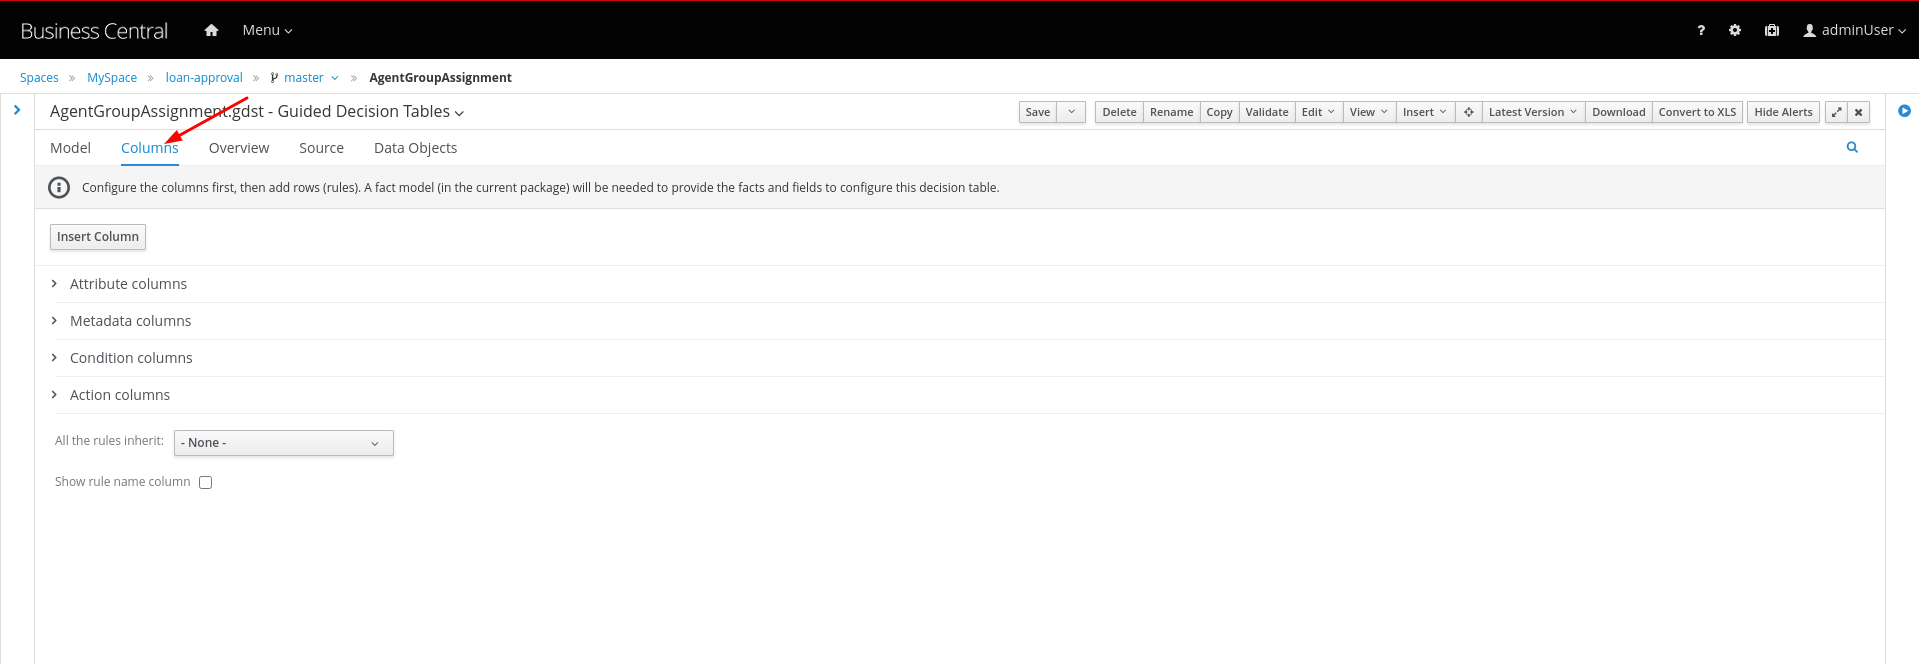 Business Central Menu ? adminUser
Spaces » MySpace » loan-approval » master » AgentGroupAssignment
AgentGroupAssignment.gdst - Guided Decision Tables Save Delete Rename Copy Validate Edit View Insert Latest Version Download Convert to XLS Hide Alerts
Model Columns Overview Source Data Objects
Configure the columns first, then add rows (rules). A fact model (in the current package) will be needed to provide the facts and fields to configure this decision table.
Insert Column
Attribute columns
Metadata columns
Condition columns
Action columns
All the rules inherit: - None -
Show rule name column